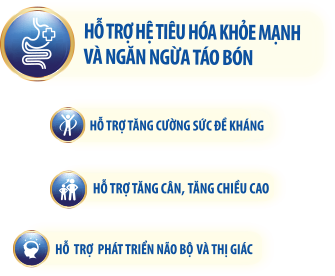 HỖ TRỢ HỆ TIÊU HÓA KHỎE MẠNH
VÀ NGĂN NGỪA TÁO BÓN
HỖ TRỢ TĂNG CƯỜNG SỨC ĐỀ KHÁNG
HỖ TRỢ TĂNG CÂN, TĂNG CHIỀU CAO
HỖ TRỢ PHÁT TRIỂN NÃO BỘ VÀ THỊ GIÁC